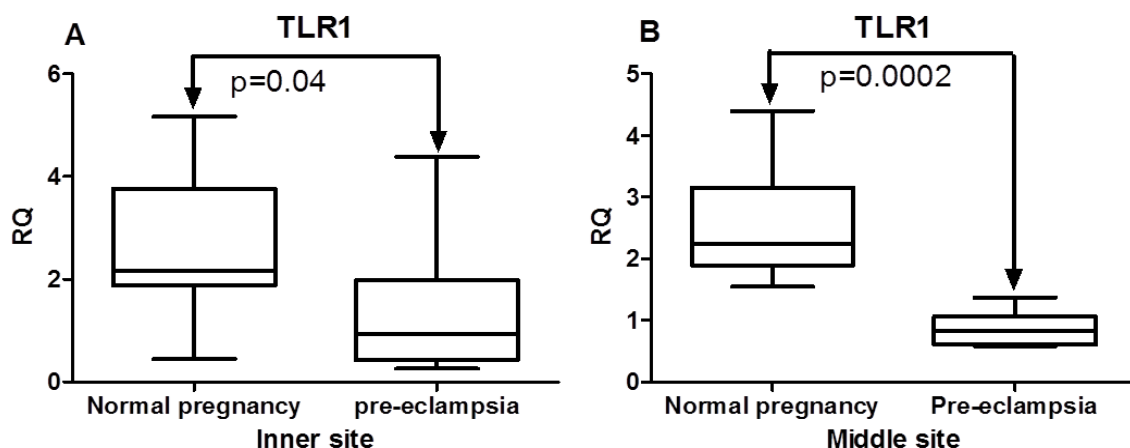 A
TLR1
p=0.04
6
4
2
0
RQ
Normal pregnancy
pre-eclampsia
Inner site
B
TLR1
p=0.0002
5
4
3
2
1
0
RQ
Normal pregnancy
Pre-eclampsia
Middle site